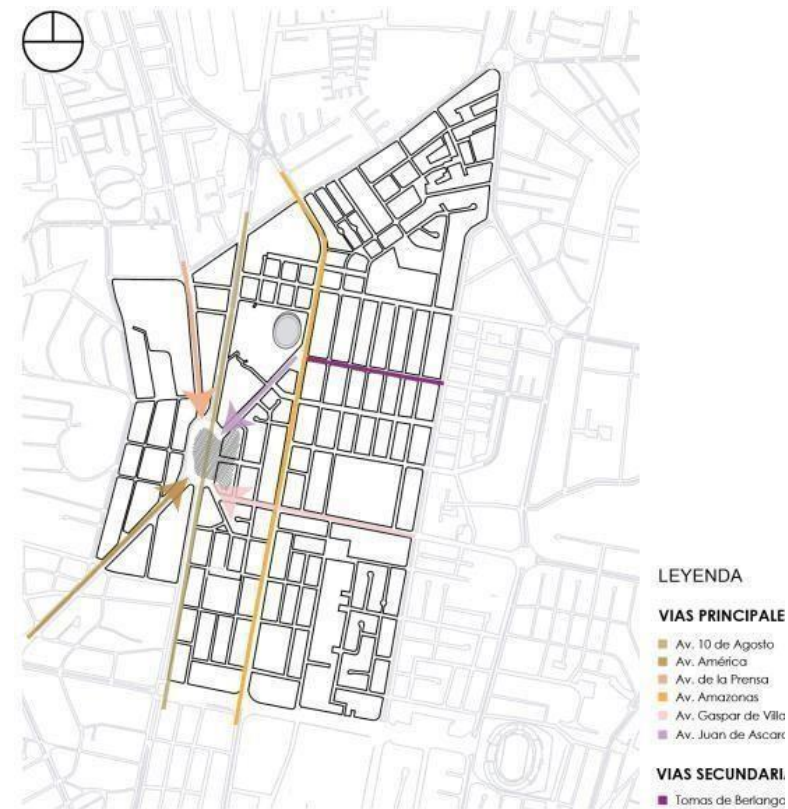 LEYENDA
VIAS PRINCIPALE
Av. 10 de Agosto
Av. América
Av. de la Prensa
Av. Amazonas
Av. Gaspar de Villa
Av. Juan de Ascara
VIAS SECUNDARIA
Tomas de Berlanga